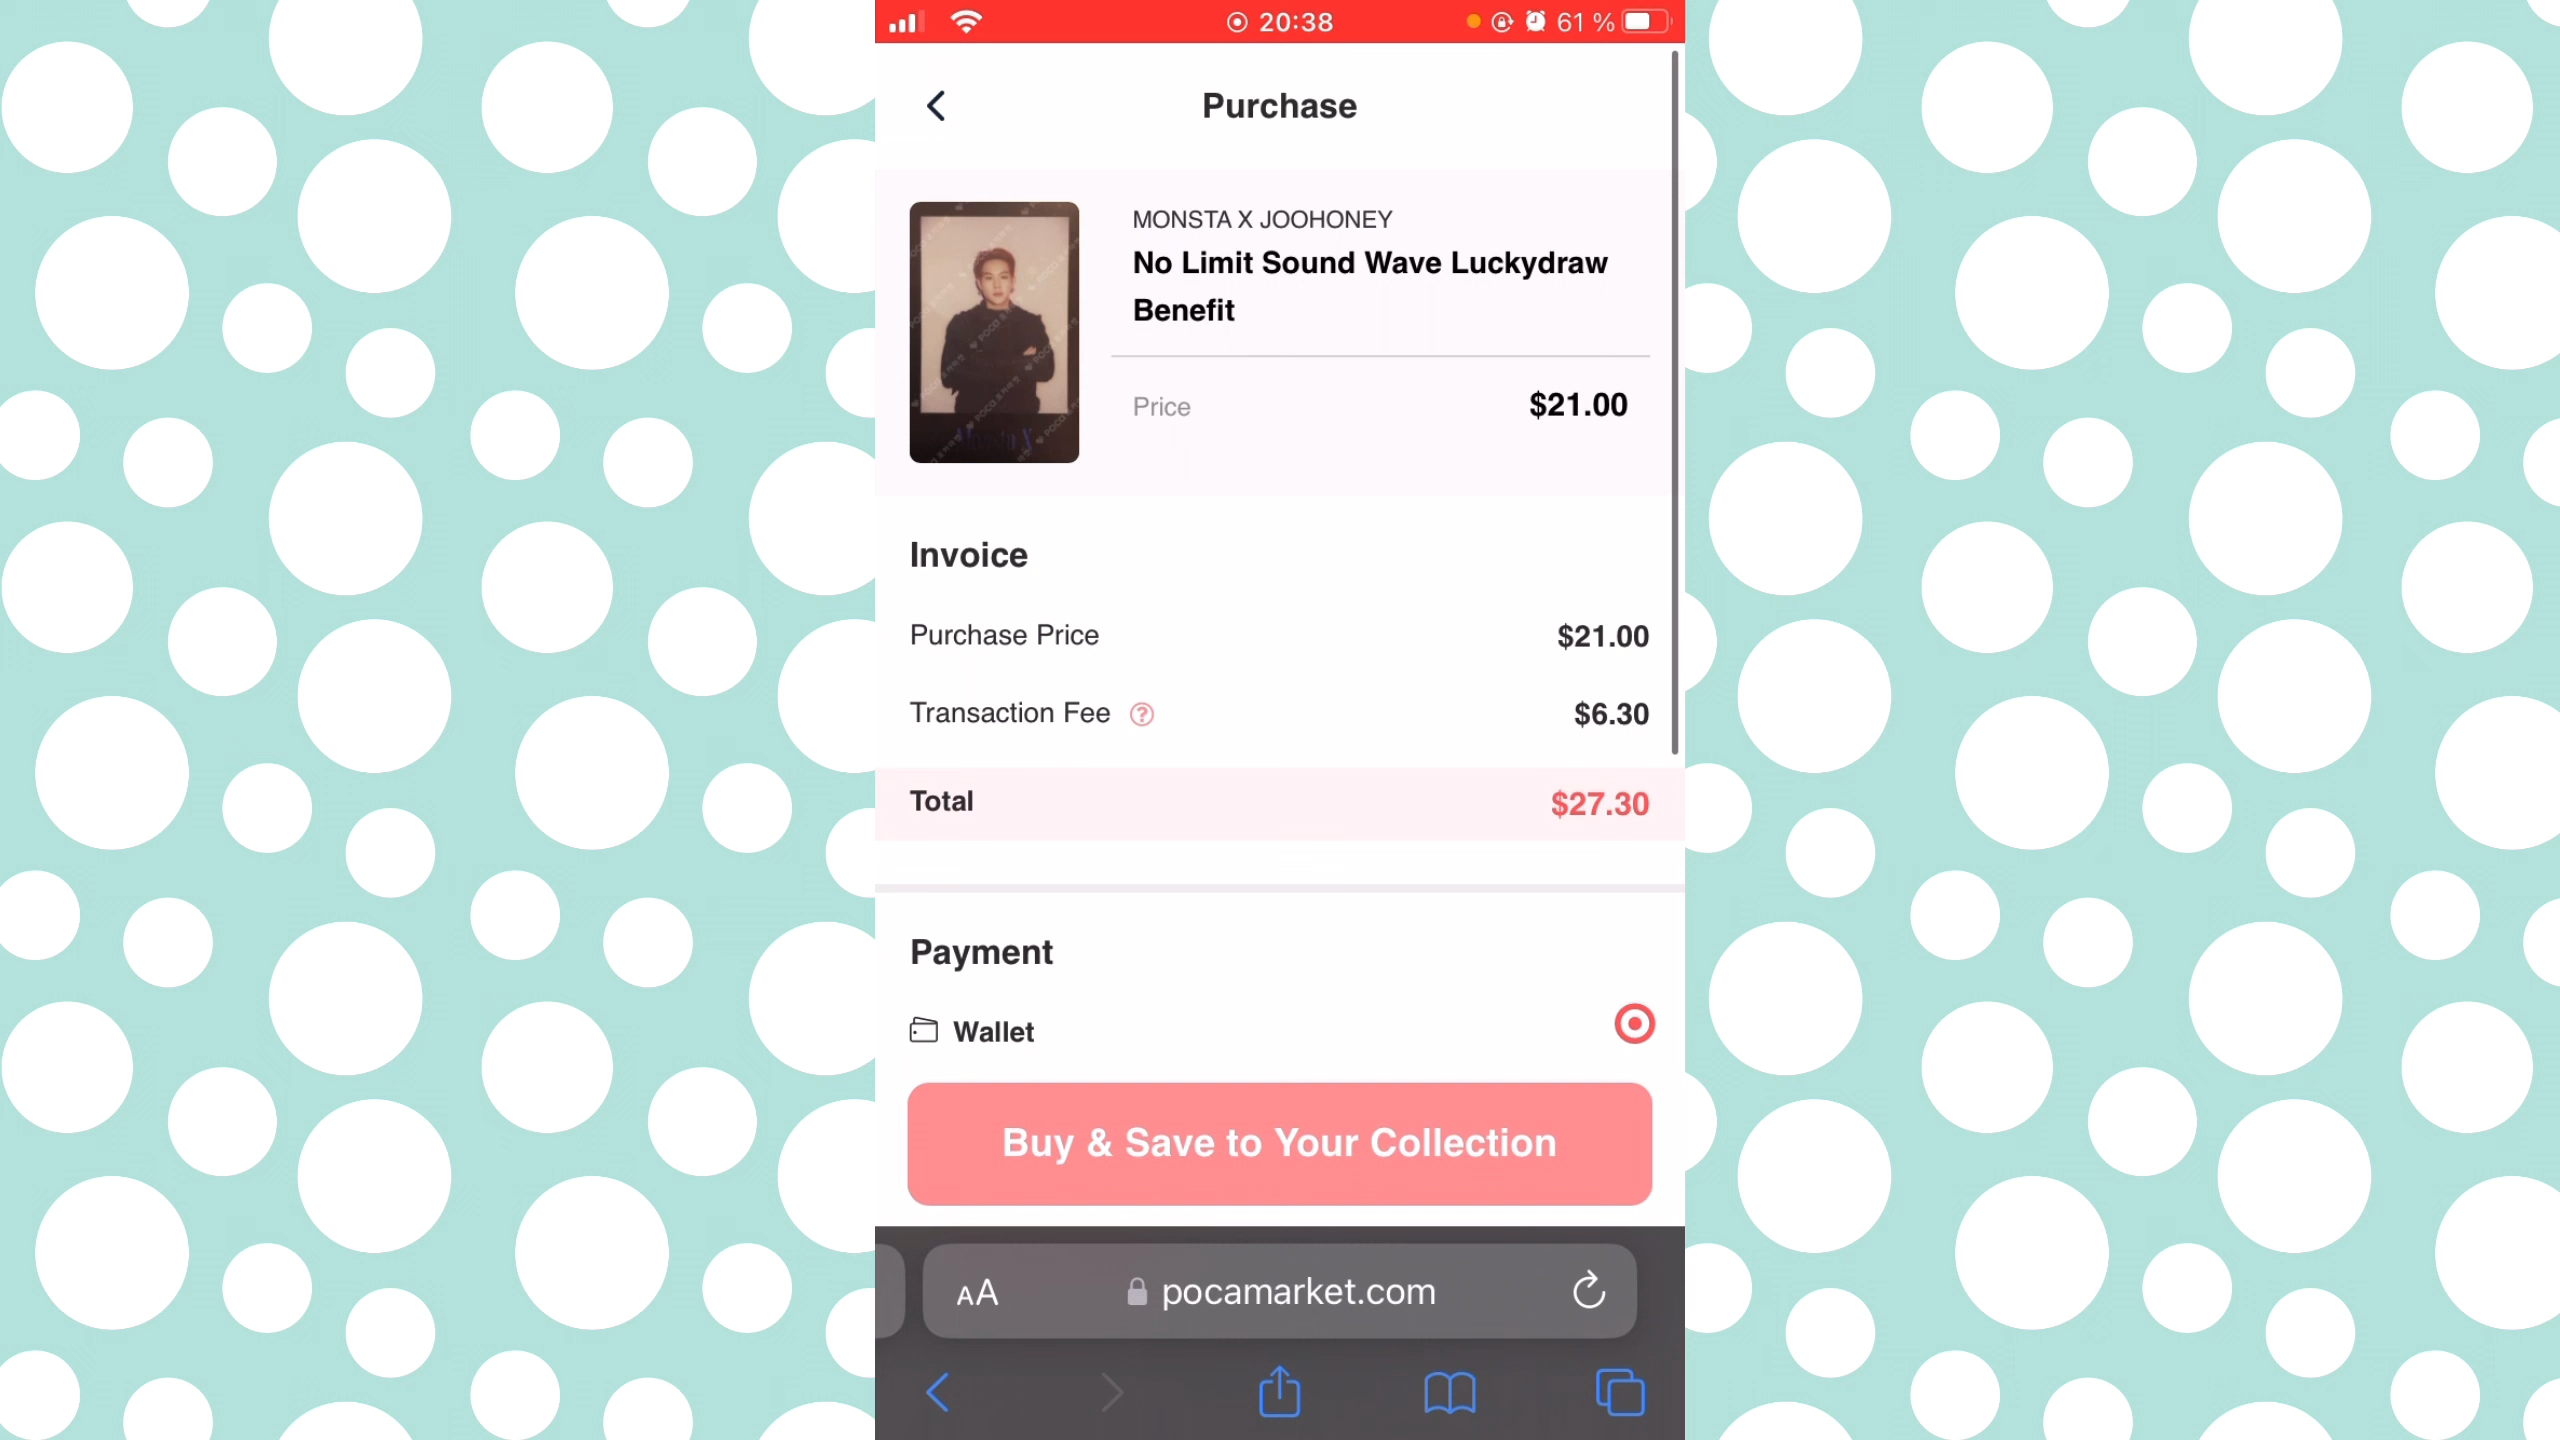 20:38
61 %
Purchase
MONSTA X JOOHONEY
No Limit Sound Wave Luckydraw
Benefit
Price
$21.00
Monsta X
Invoice
Purchase Price
$21.00
Transaction Fee ?
$6.30
Total
$27.30
Payment
Wallet
Buy & Save to Your Collection
AA
pocamarket.com